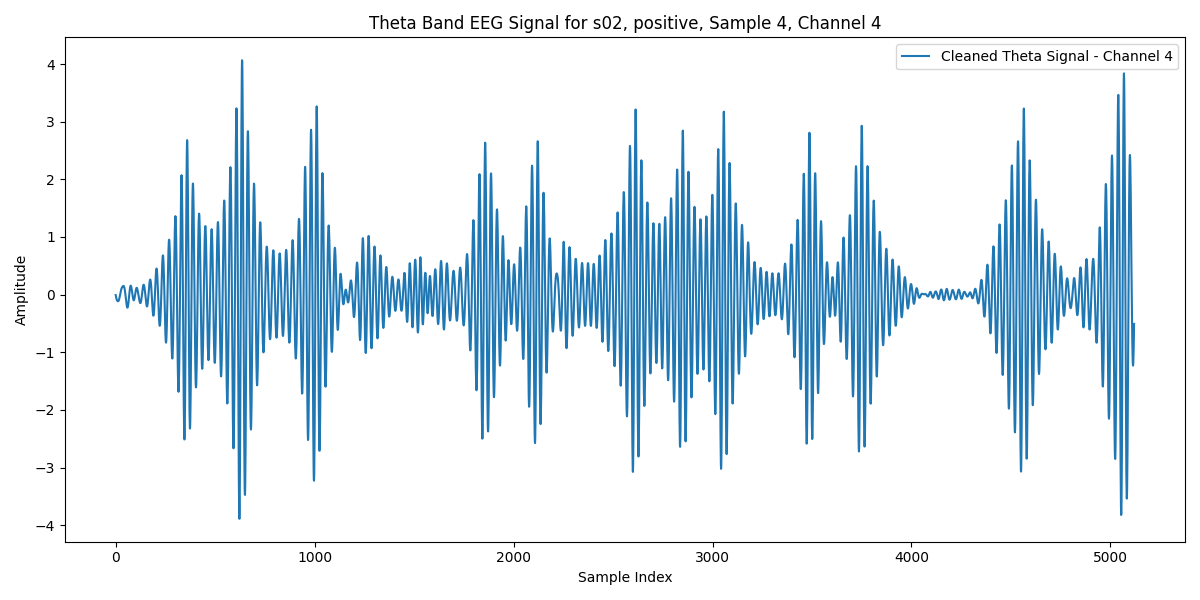 Theta Band EEG Signal for s02, positive, Sample 4, Channel 4
Cleaned Theta Signal - Channel 4
Amplitude
4
3
2
1
0
−1
−2
−3
−4
0 1000 2000 3000 4000 5000
Sample Index